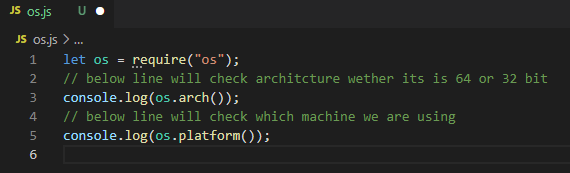 JS os.js U
JS os.js > ...
1 let os = require("os");
2 // below line will check architcture wether its is 64 or 32 bit
3 console.log(os.arch());
4 // below line will check which machine we are using
5 console.log(os.platform());
6